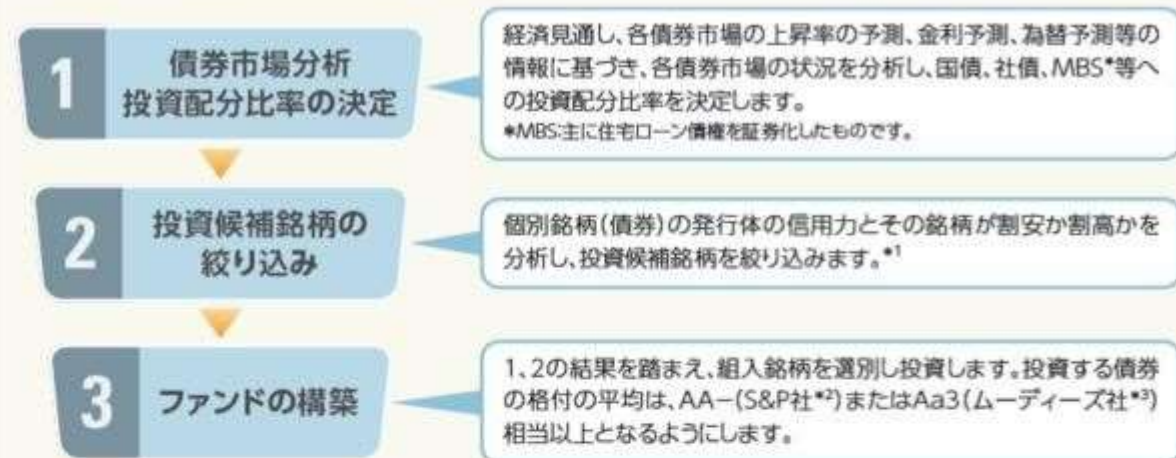 1
債券市場分析
投資配分比率の決定
経済見通し、各債券市場の上昇率の予測、金利予測、為替予測等の
情報に基づき、各債券市場の状況を分析し、国債、社債、MBS*等へ
の投資配分比率を決定します。
*MBS:主に住宅ローン債権を証券化したものです。
2
投資候補銘柄の
絞り込み
個別銘柄(債券)の発行体の信用力とその銘柄が割安か割高かを
分析し、投資候補銘柄を絞り込みます。*1
3
ファンドの構築
1、2の結果を踏まえ、組入銘柄を選別し投資します。投資する債券
の格付の平均は、AA−(S&P社*2)またはAa3(ムーディーズ社*3)
相当以上となるようにします。